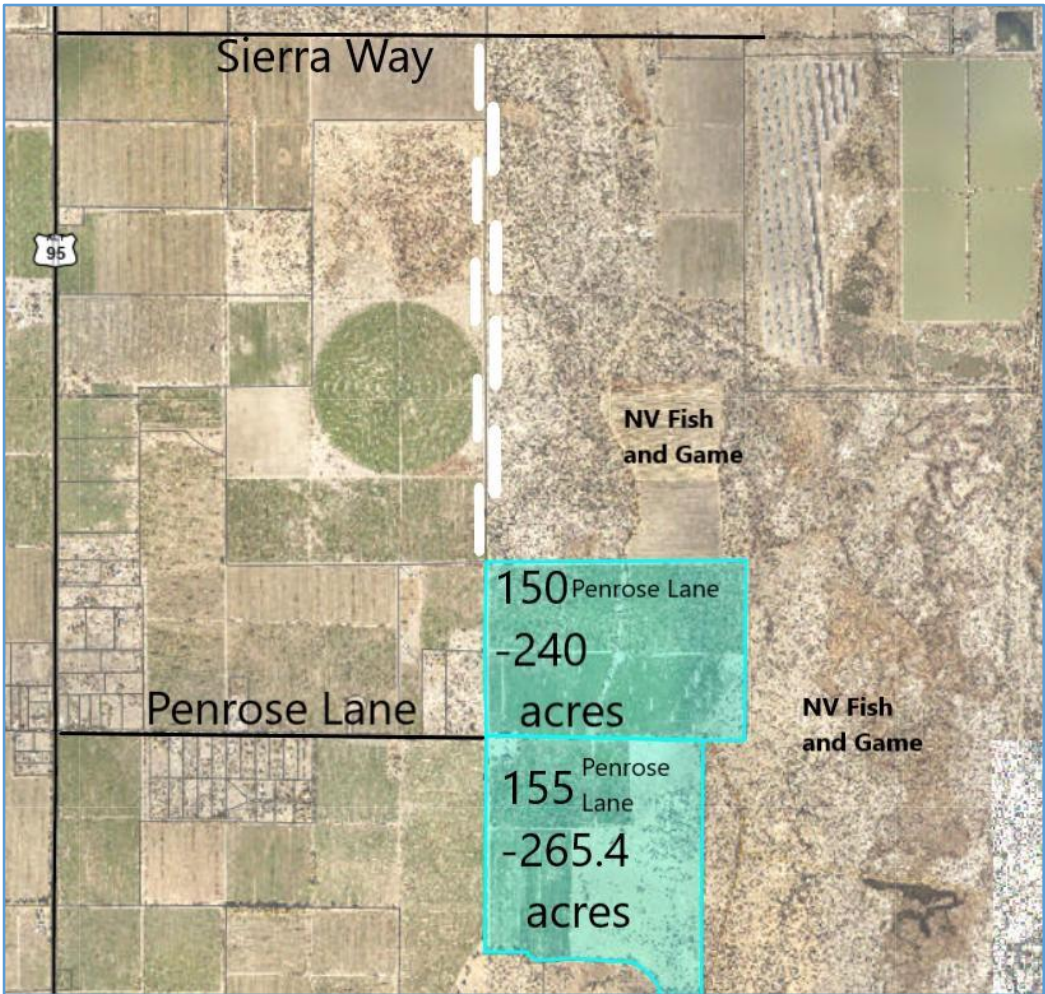 Sierra Way
ALT
95
NV Fish
and Game
150 Penrose Lane
-240
acres
Penrose Lane
NV Fish
and Game
155 Penrose
Lane
-265.4
acres